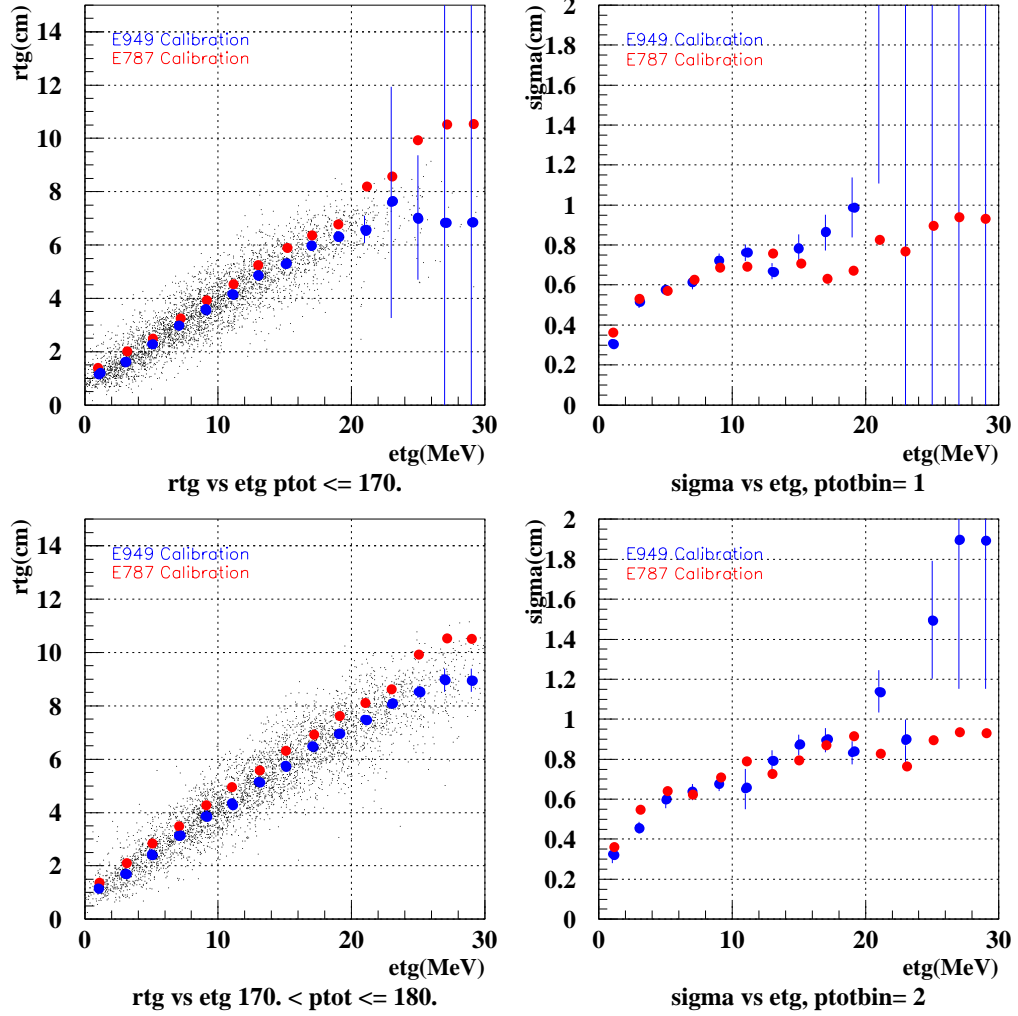 rtg(cm)
14
12
10
8
6
4
2
0
E949 Calibration
E787 Calibration
0 10 20 30
etg(MeV)
rtg vs etg ptot <= 170.
sigma(cm)
2
1.8
1.6
1.4
1.2
1
0.8
0.6
0.4
0.2
0
E949 Calibration
E787 Calibration
0 10 20 30
etg(MeV)
sigma vs etg, ptotbin= 1
rtg(cm)
14
12
10
8
6
4
2
0
E949 Calibration
E787 Calibration
0 10 20 30
etg(MeV)
rtg vs etg 170. < ptot <= 180.
sigma(cm)
2
1.8
1.6
1.4
1.2
1
0.8
0.6
0.4
0.2
0
E949 Calibration
E787 Calibration
0 10 20 30
etg(MeV)
sigma vs etg, ptotbin= 2